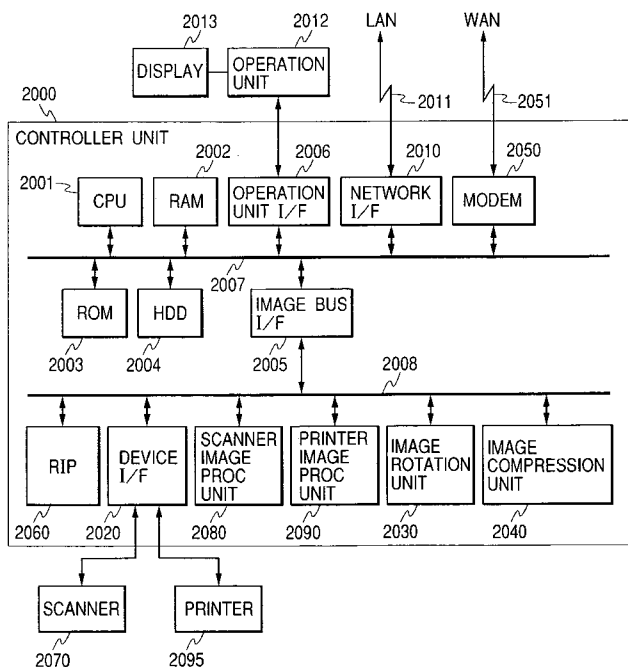 2013
2012
LAN
WAN
DISPLAY
OPERATION
UNIT
2011
2051
2000
CONTROLLER UNIT
2002
2006
2010
2050
2001
CPU
RAM
OPERATION
UNIT I/F
NETWORK
I/F
MODEM
2007
ROM
HDD
IMAGE BUS
I/F
2003
2004
2005
2008
RIP
DEVICE
I/F
SCANNER
IMAGE
PROC
UNIT
PRINTER
IMAGE
PROC
UNIT
IMAGE
ROTATION
UNIT
IMAGE
COMPRESSION
UNIT
2060
2020
2080
2090
2030
2040
SCANNER
PRINTER
2070
2095